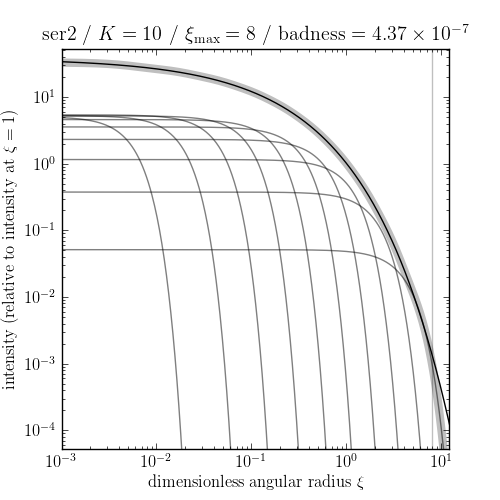 ser2 / K = 10 / ξmax = 8 / badness = 4.37 × 10⁻⁷
intensity (relative to intensity at ξ = 1)
10¹
10⁰
10⁻¹
10⁻²
10⁻³
10⁻⁴
10⁻³ 10⁻² 10⁻¹ 10⁰ 10¹
dimensionless angular radius ξ